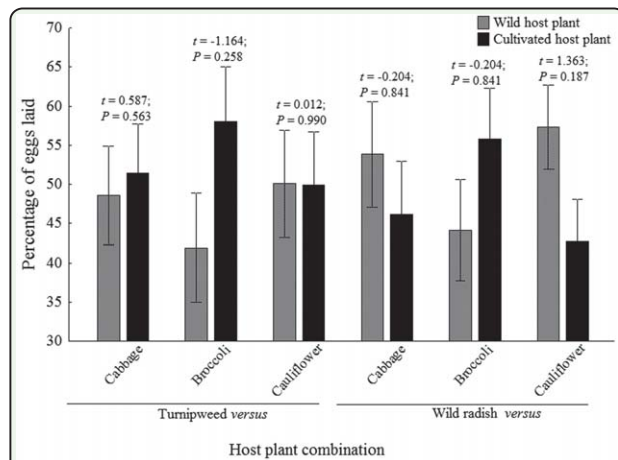 70
65
60
55
50
45
40
35
30
Percentage of eggs laid
Wild host plant
Cultivated host plant
t = 0.587;
P = 0.563
t = -1.164;
P = 0.258
t = 0.012;
P = 0.990
t = -0.204;
P = 0.841
t = -0.204;
P = 0.841
t = 1.363;
P = 0.187
Cabbage
Broccoli
Cauliflower
Cabbage
Broccoli
Cauliflower
Turnipweed versus
Wild radish versus
Host plant combination